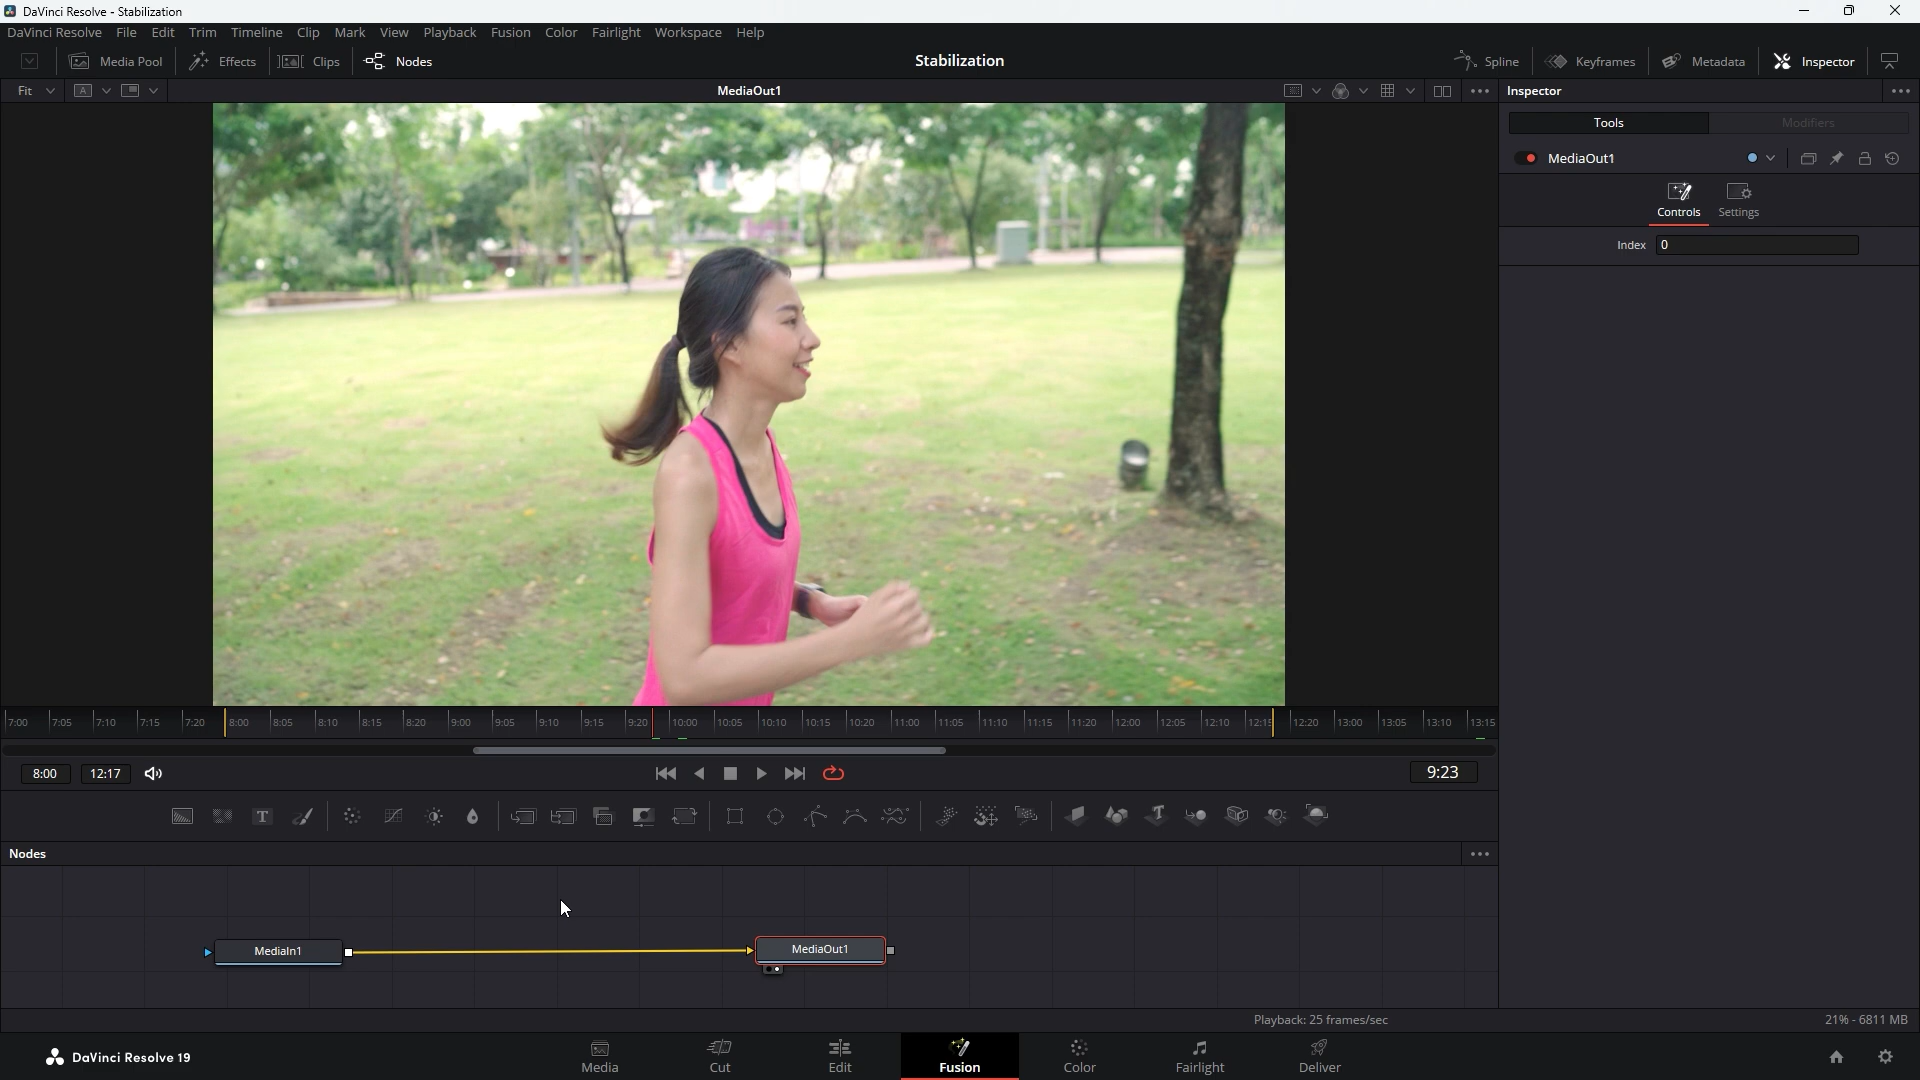 DaVinci Resolve - Stabilization
DaVinci Resolve File Edit Trim Timeline Clip Mark View Playback Fusion Color Fairlight Workspace Help
Media Pool Effects Clips Nodes Stabilization Spline Keyframes Metadata Inspector
Fit A MediaOut1 Inspector
Tools Modifiers
MediaOut1
Controls Settings
Index 0
7:00 7:05 7:10 7:15 7:20 8:00 8:05 8:10 8:15 8:20 9:00 9:05 9:10 9:15 9:20 10:00 10:05 10:10 10:15 10:20 11:00 11:05 11:10 11:15 11:20 12:00 12:05 12:10 12:15 12:20 13:00 13:05 13:10 13:15
8:00 12:17 9:23
Nodes
MediaIn1 MediaOut1
Playback: 25 frames/sec 21% - 6811 MB
DaVinci Resolve 19 Media Cut Edit Fusion Color Fairlight Deliver